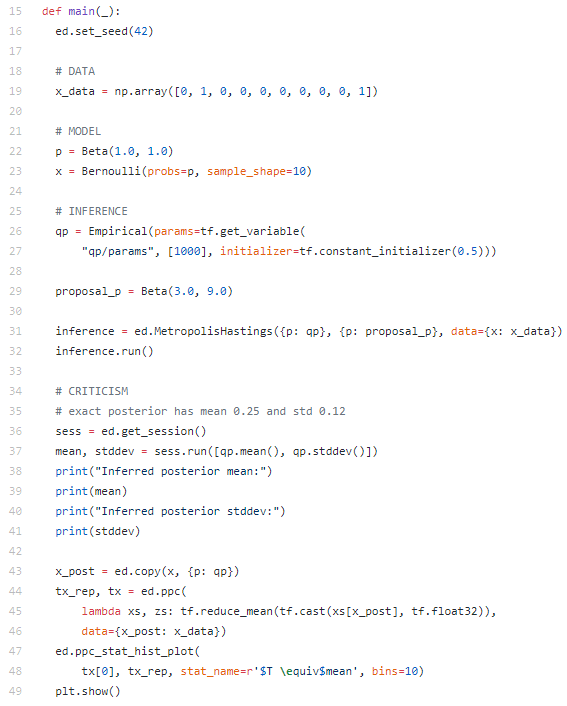 15 def main(_):
16 ed.set_seed(42)
17
18 # DATA
19 x_data = np.array([0, 1, 0, 0, 0, 0, 0, 0, 0, 1])
20
21 # MODEL
22 p = Beta(1.0, 1.0)
23 x = Bernoulli(probs=p, sample_shape=10)
24
25 # INFERENCE
26 qp = Empirical(params=tf.get_variable(
27 "qp/params", [1000], initializer=tf.constant_initializer(0.5)))
28
29 proposal_p = Beta(3.0, 9.0)
30
31 inference = ed.MetropolisHastings({p: qp}, {p: proposal_p}, data={x: x_data})
32 inference.run()
33
34 # CRITICISM
35 # exact posterior has mean 0.25 and std 0.12
36 sess = ed.get_session()
37 mean, stddev = sess.run([qp.mean(), qp.stddev()])
38 print("Inferred posterior mean:")
39 print(mean)
40 print("Inferred posterior stddev:")
41 print(stddev)
42
43 x_post = ed.copy(x, {p: qp})
44 tx_rep, tx = ed.ppc(
45 lambda xs, zs: tf.reduce_mean(tf.cast(xs[x_post], tf.float32)),
46 data={x_post: x_data})
47 ed.ppc_stat_hist_plot(
48 tx[0], tx_rep, stat_name=r'$T \equiv$mean', bins=10)
49 plt.show()